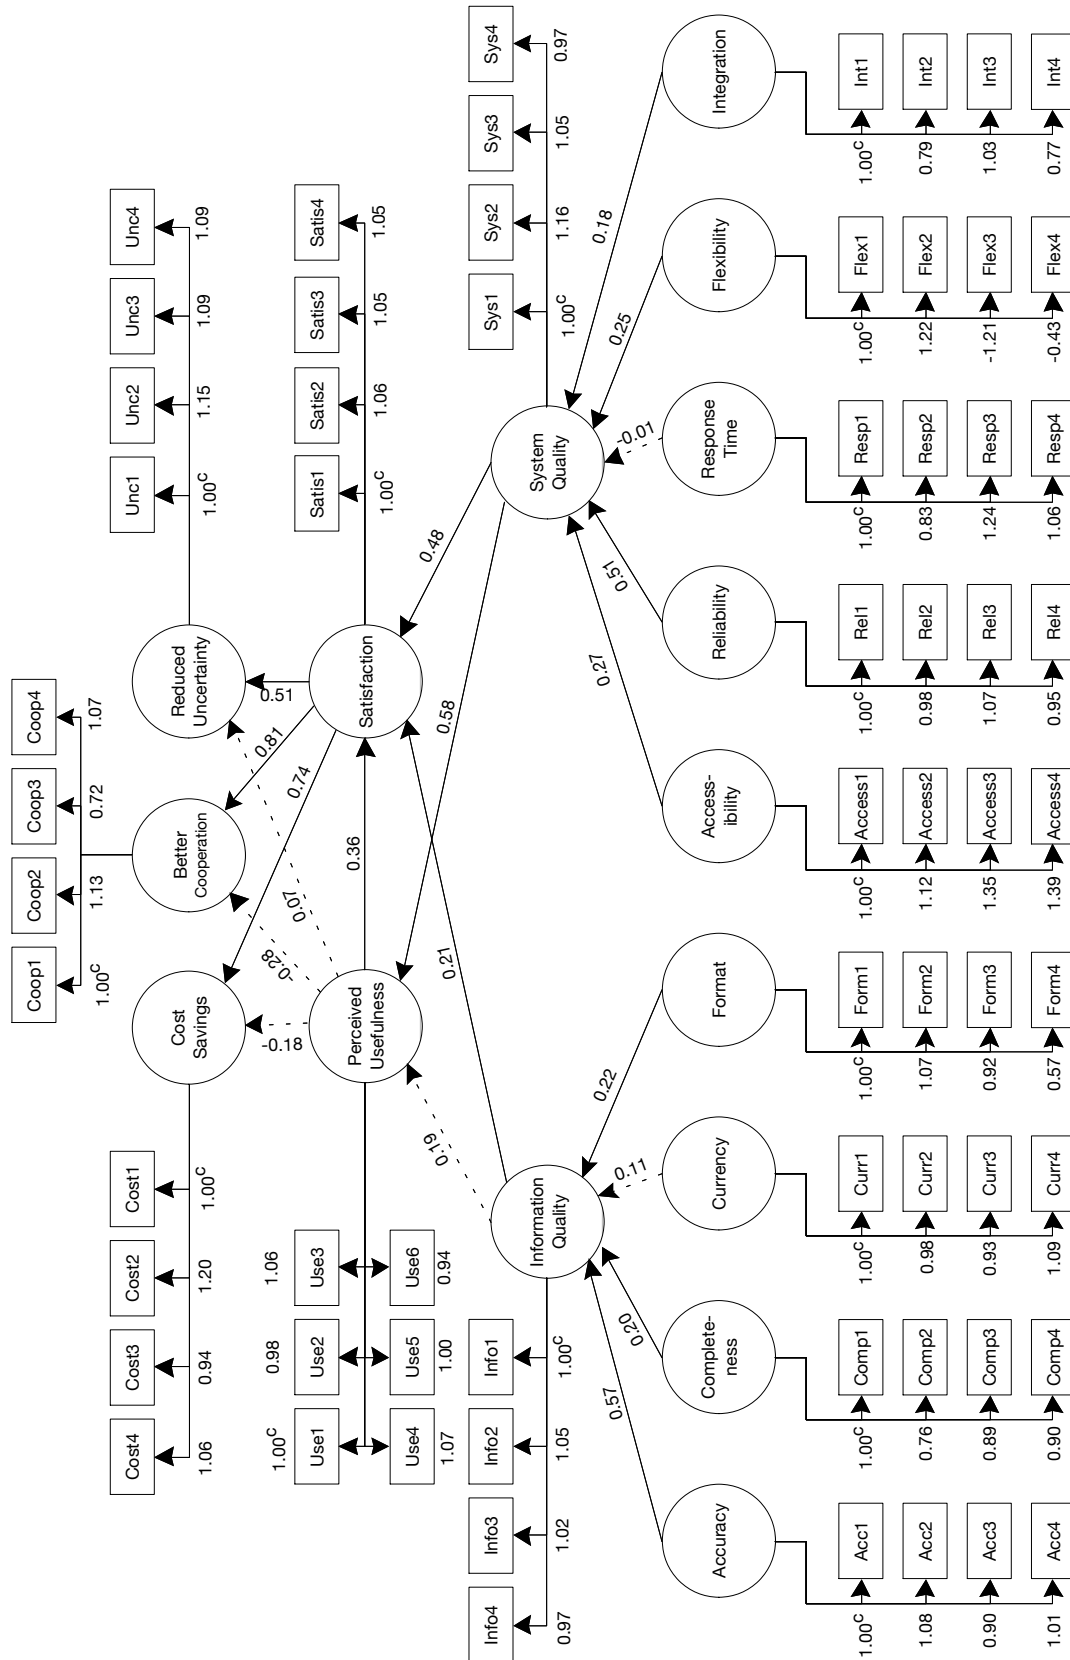 Coop1
Coop2
Coop3
Coop4
1.00c
1.13
0.72
1.07
Cost4
Cost3
Cost2
Cost1
Unc1
Unc2
Unc3
Unc4
Cost
Savings
Better
Cooperation
Reduced
Uncertainty
1.06
0.94
1.20
1.00c
1.00c
1.15
1.09
1.09
-0.18
-0.28
0.07
0.74
0.81
0.51
1.00c
0.98
1.06
Use1
Use2
Use3
Satis1
Satis2
Satis3
Satis4
Perceived
Usefulness
0.36
Satisfaction
1.00c
1.06
1.05
1.05
Use4
Use5
Use6
1.07
1.00
0.94
0.19
0.21
0.58
0.48
Info4
Info3
Info2
Info1
Sys1
Sys2
Sys3
Sys4
Information
Quality
System
Quality
0.97
1.02
1.05
1.00c
1.00c
1.16
1.05
0.97
0.57
0.20
0.11
0.22
0.27
0.51
-0.01
0.25
0.18
Accuracy
Complete-
ness
Currency
Format
Access-
ibility
Reliability
Response
Time
Flexibility
Integration
1.00c
Acc1
1.00c
Comp1
1.00c
Curr1
1.00c
Form1
1.00c
Access1
1.00c
Rel1
1.00c
Resp1
1.00c
Flex1
1.00c
Int1
1.08
Acc2
0.76
Comp2
0.98
Curr2
1.07
Form2
1.12
Access2
0.98
Rel2
0.83
Resp2
1.22
Flex2
0.79
Int2
0.90
Acc3
0.89
Comp3
0.93
Curr3
0.92
Form3
1.35
Access3
1.07
Rel3
1.24
Resp3
-1.21
Flex3
1.03
Int3
1.01
Acc4
0.90
Comp4
1.09
Curr4
0.57
Form4
1.39
Access4
0.95
Rel4
1.06
Resp4
-0.43
Flex4
0.77
Int4